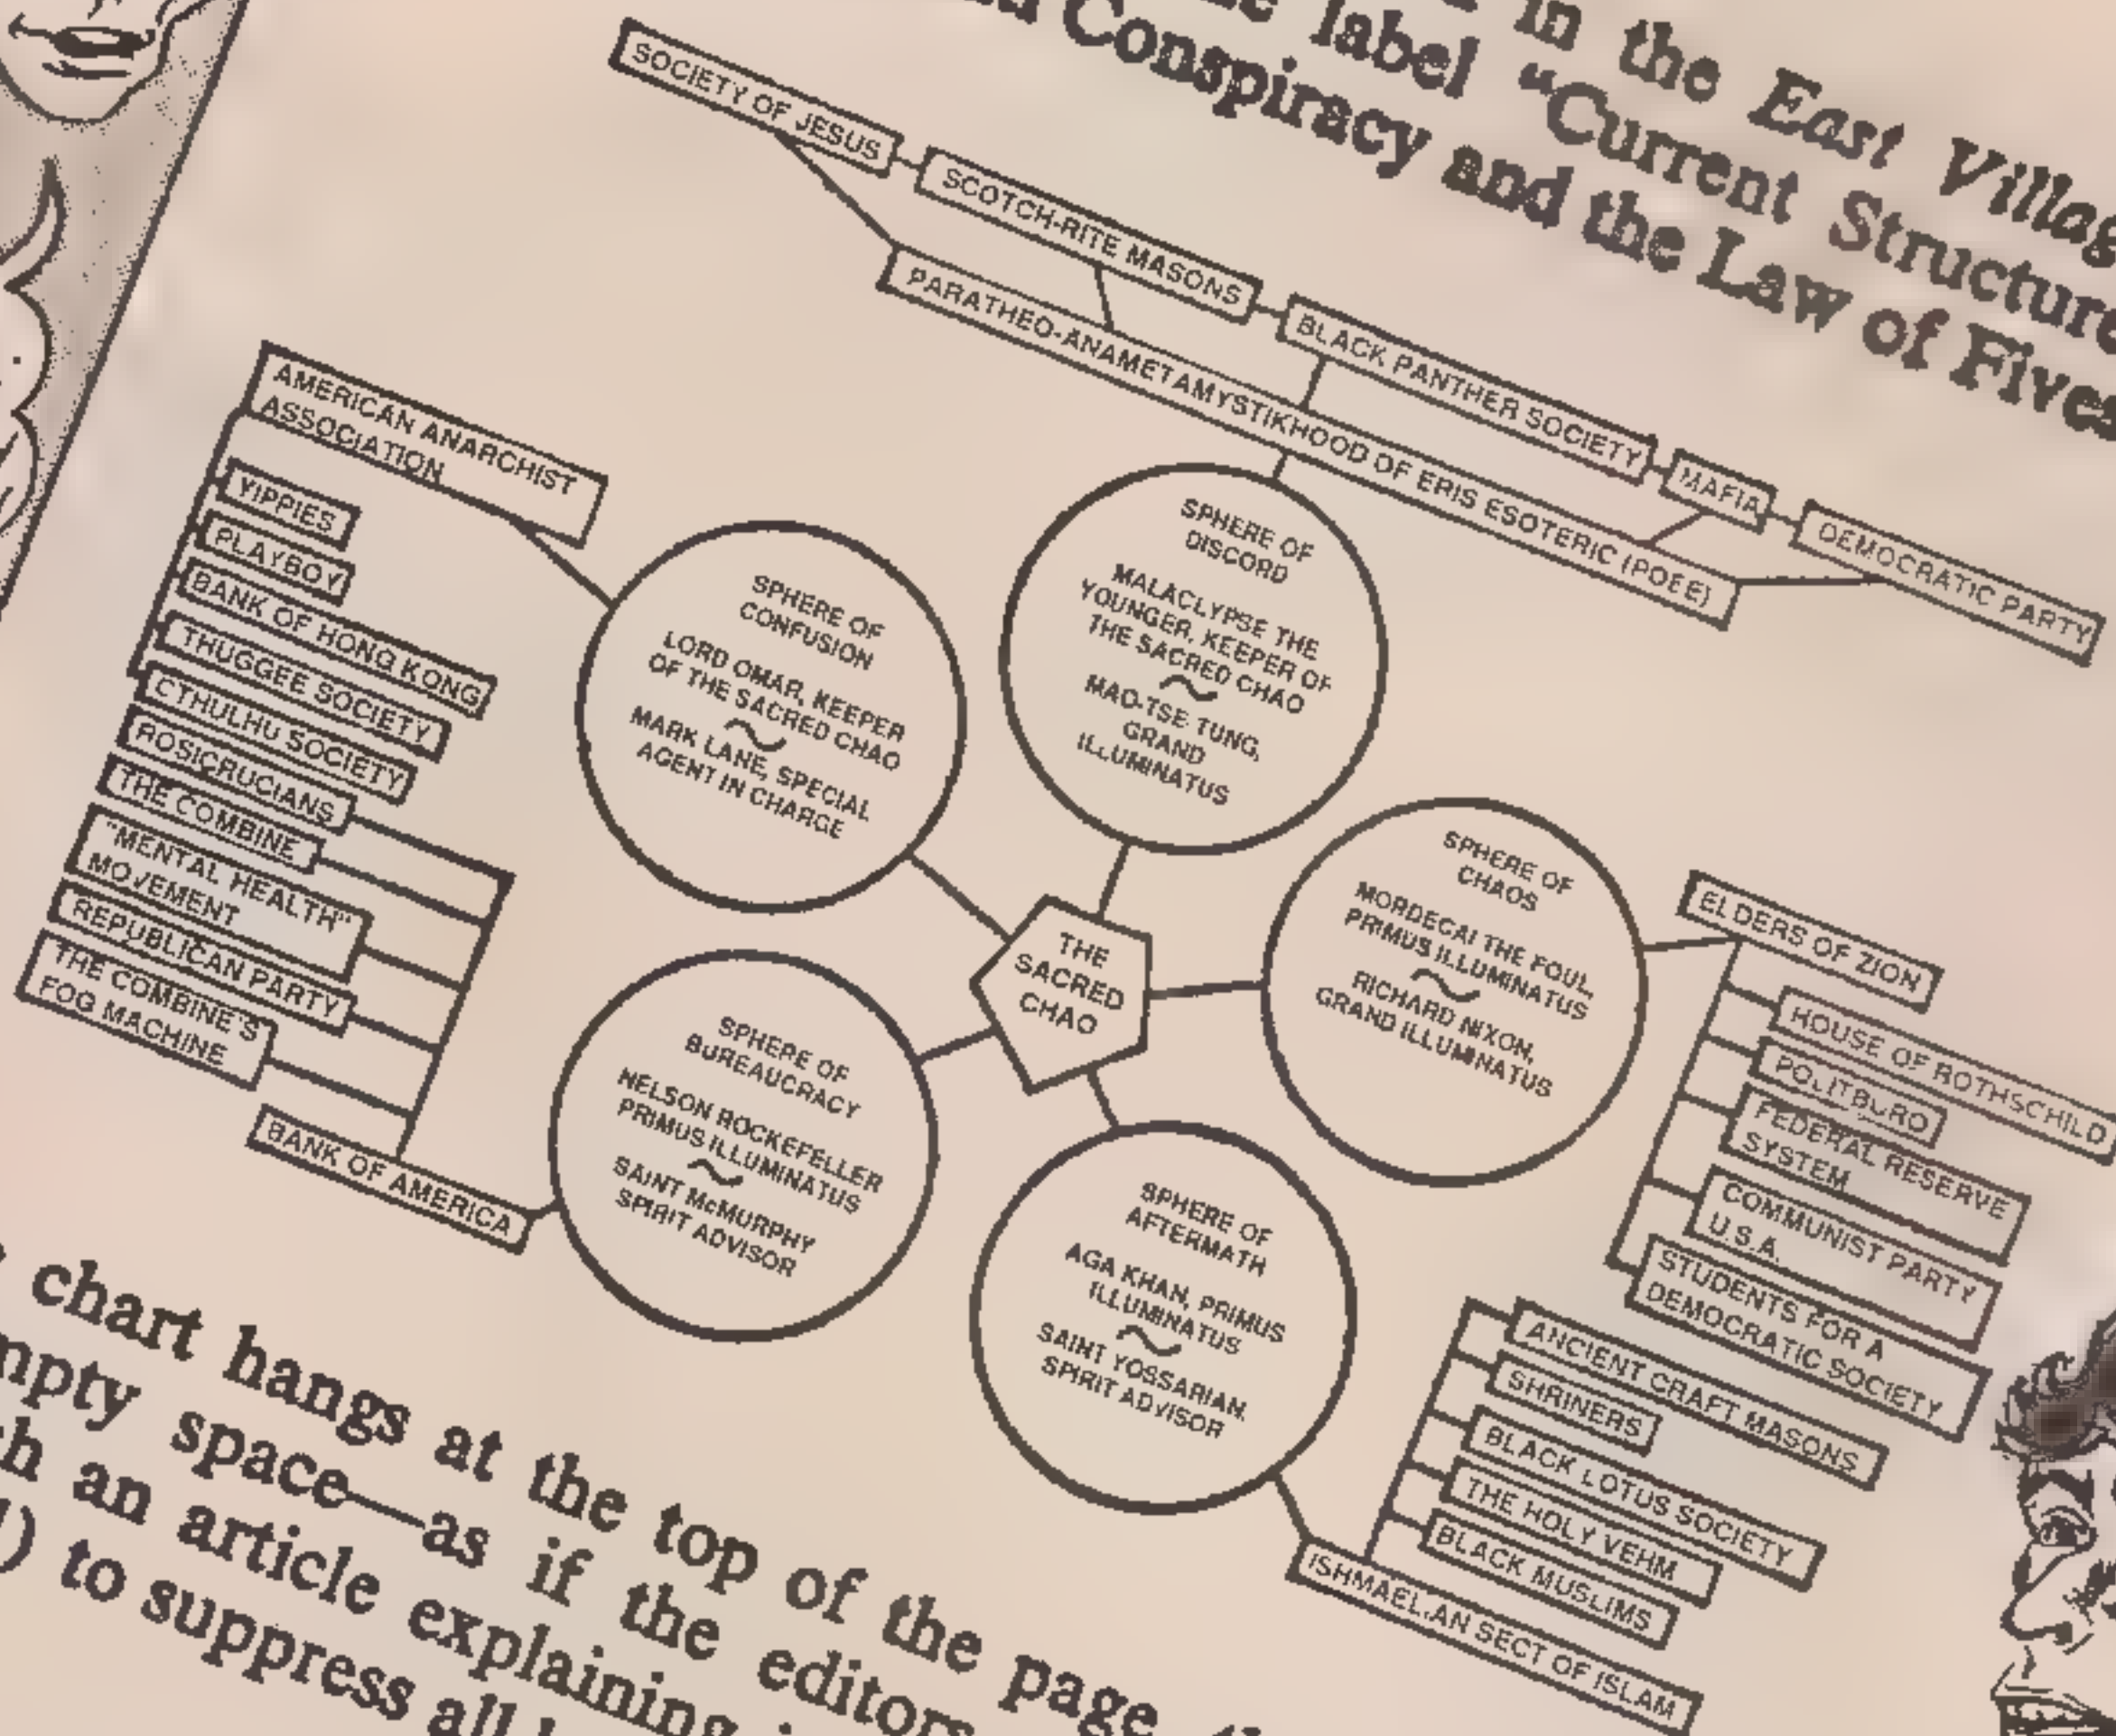 in the East Villag
label "Current Structure
Conspiracy and the Law of Fives
SOCIETY OF JESUS
SCOTCH-RITE MASONS
BLACK PANTHER SOCIETY
MAFIA
DEMOCRATIC PARTY
PARATHEO-ANAMETAMYSTIKHOOD OF ERIS ESOTERIC (POEE)
AMERICAN ANARCHIST
ASSOCIATION
YIPPIES
PLAYBOY
BANK OF HONG KONG
THUGGEE SOCIETY
CTHULHU SOCIETY
ROSICRUCIANS
THE COMBINE
"MENTAL HEALTH"
MOVEMENT
REPUBLICAN PARTY
THE COMBINE'S
FOG MACHINE
BANK OF AMERICA
SPHERE OF
CONFUSION
LORD OMAR, KEEPER
OF THE SACRED CHAO
MARK LANE, SPECIAL
AGENT IN CHARGE
SPHERE OF
DISCORD
MALACLYPSE THE
YOUNGER, KEEPER OF
THE SACRED CHAO
MAO-TSE TUNG,
GRAND
ILLUMINATUS
SPHERE OF
CHAOS
MORDECAI THE FOUL,
PRIMUS ILLUMINATUS
RICHARD NIXON,
GRAND ILLUMINATUS
THE
SACRED
CHAO
SPHERE OF
BUREAUCRACY
NELSON ROCKEFELLER
PRIMUS ILLUMINATUS
SAINT McMURPHY
SPIRIT ADVISOR
SPHERE OF
AFTERMATH
AGA KHAN, PRIMUS
ILLUMINATUS
SAINT YOSSARIAN,
SPIRIT ADVISOR
ELDERS OF ZION
HOUSE OF ROTHSCHILD
POLITBURO
FEDERAL RESERVE
SYSTEM
COMMUNIST PARTY
U.S.A.
STUDENTS FOR A
DEMOCRATIC SOCIETY
ANCIENT CRAFT MASONS
SHRINERS
BLACK LOTUS SOCIETY
THE HOLY VEHM
BLACK MUSLIMS
ISHMAELIAN SECT OF ISLAM
chart hangs at the top of the page
mpty space—as if the editors
an article explaining
to suppress all